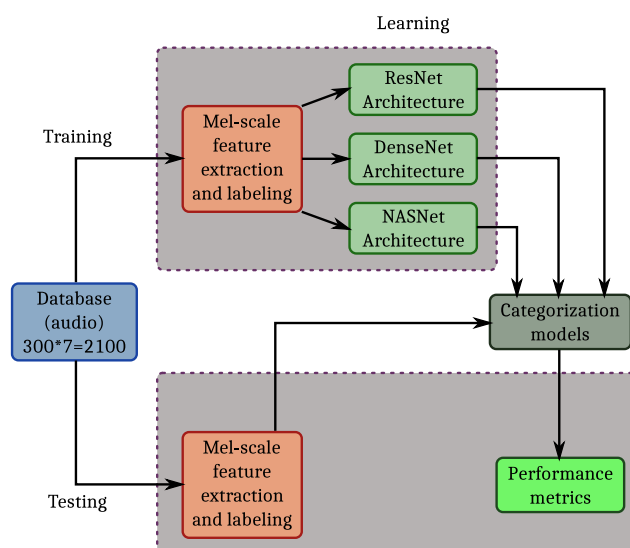 Learning
ResNet
Architecture
Training
Mel-scale
feature
extraction
and labeling
DenseNet
Architecture
NASNet
Architecture
Database
(audio)
300*7=2100
Categorization
models
Mel-scale
feature
extraction
and labeling
Performance
metrics
Testing